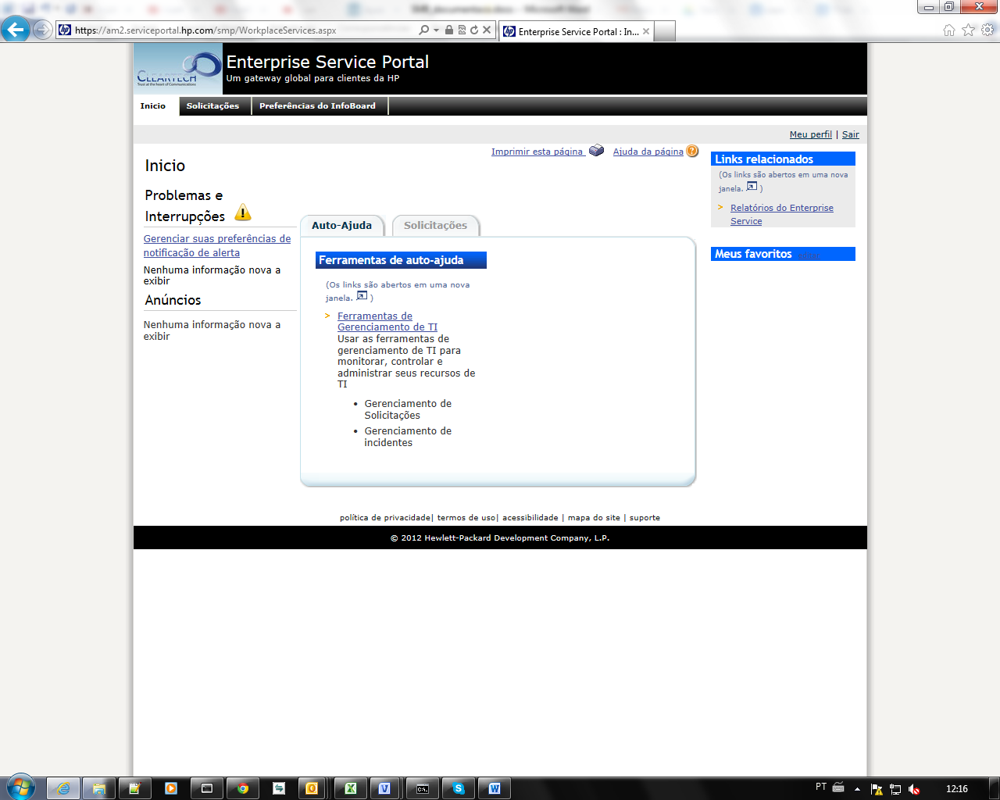 https://am2.serviceportal.hp.com/smp/WorkplaceServices.aspx
Enterprise Service Portal : In...
CLEARTECH
Trust at the heart of Communications
Enterprise Service Portal
Um gateway global para clientes da HP
Inicio
Solicitações
Preferências do InfoBoard
Meu perfil | Sair
Imprimir esta página
Ajuda da página
Inicio
Problemas e
Interrupções
Gerenciar suas preferências de
notificação de alerta
Nenhuma informação nova a
exibir
Anúncios
Nenhuma informação nova a
exibir
Auto-Ajuda
Solicitações
Ferramentas de auto-ajuda
(Os links são abertos em uma nova
janela. )
> Ferramentas de
Gerenciamento de TI
Usar as ferramentas de
gerenciamento de TI para
monitorar, controlar e
administrar seus recursos de
TI
• Gerenciamento de
Solicitações
• Gerenciamento de
incidentes
Links relacionados
(Os links são abertos em uma nova
janela. )
> Relatórios do Enterprise
Service
Meus favoritos
política de privacidade| termos de uso| acessibilidade | mapa do site | suporte
© 2012 Hewlett-Packard Development Company, L.P.
PT
12:16